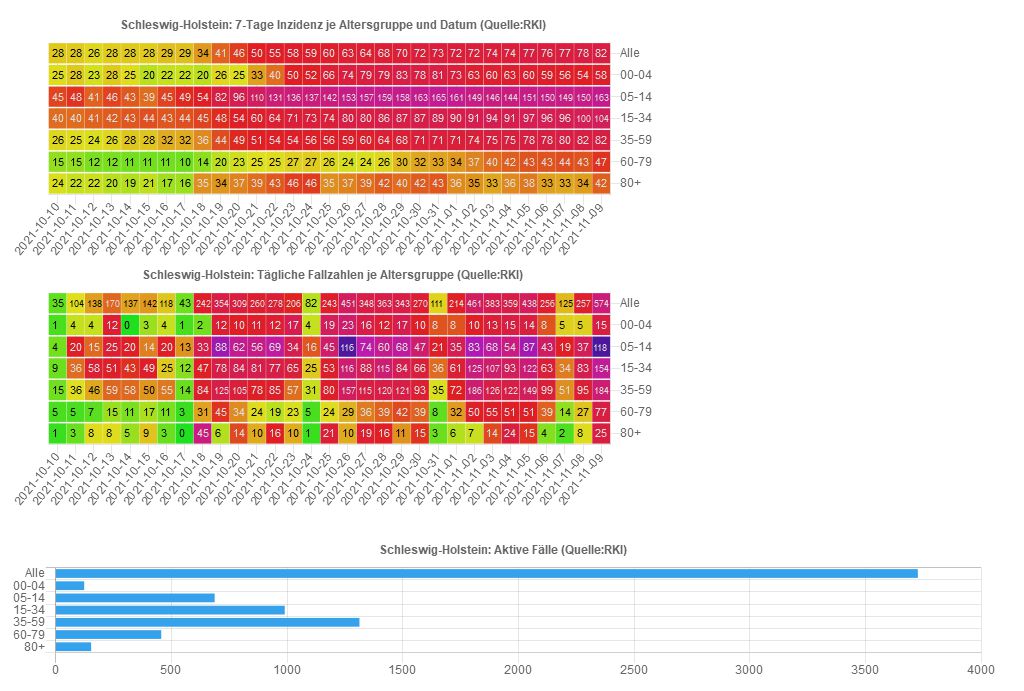 Schleswig-Holstein: 7-Tage Inzidenz je Altersgruppe und Datum (Quelle:RKI)
28 28 26 28 28 28 29 29 34 41 46 50 55 58 59 60 63 64 68 70 72 73 72 72 74 74 77 76 77 78 82 Alle
25 28 23 28 25 20 22 22 20 26 25 33 40 50 52 66 74 79 79 83 78 81 73 63 60 63 60 59 56 54 58 00-04
45 48 41 46 43 39 45 49 54 82 96 110 131 136 137 142 153 157 159 158 163 165 161 149 146 144 151 150 149 150 163 05-14
40 40 41 42 43 44 43 44 45 48 54 60 64 71 73 74 80 80 86 87 87 89 90 91 94 91 97 96 96 100 104 15-34
26 25 24 26 28 28 32 32 36 44 49 51 54 54 56 56 59 60 64 68 71 71 71 74 75 75 78 78 80 82 82 35-59
15 15 12 12 11 11 11 10 14 20 23 25 25 27 27 26 24 24 26 30 32 33 34 37 40 42 43 43 44 43 47 60-79
24 22 22 20 19 21 17 16 35 34 37 39 43 46 46 35 37 39 42 40 42 43 36 35 33 36 38 33 33 34 42 80+
2021-10-10 2021-10-11 2021-10-12 2021-10-13 2021-10-14 2021-10-15 2021-10-16 2021-10-17 2021-10-18 2021-10-19 2021-10-20 2021-10-21 2021-10-22 2021-10-23 2021-10-24 2021-10-25 2021-10-26 2021-10-27 2021-10-28 2021-10-29 2021-10-30 2021-10-31 2021-11-01 2021-11-02 2021-11-03 2021-11-04 2021-11-05 2021-11-06 2021-11-07 2021-11-08 2021-11-09
Schleswig-Holstein: Tägliche Fallzahlen je Altersgruppe (Quelle:RKI)
35 104 138 170 137 142 118 43 242 354 309 260 278 206 82 243 451 348 363 343 270 111 214 461 383 359 438 256 125 257 574 Alle
1 4 4 12 0 3 4 1 2 12 10 11 12 17 4 19 23 16 12 17 10 8 8 10 13 15 14 8 5 5 15 00-04
4 20 15 25 20 14 20 13 33 88 62 56 69 34 16 45 116 74 60 68 47 21 35 83 68 54 87 43 19 37 118 05-14
9 36 58 51 43 49 25 12 47 78 84 81 77 65 25 53 116 88 115 84 66 36 61 125 107 93 122 63 34 83 154 15-34
15 36 46 59 58 50 55 14 84 125 105 78 85 57 31 80 157 115 120 121 93 35 72 186 126 122 149 99 51 95 184 35-59
5 5 7 15 11 17 11 3 31 45 34 24 19 23 5 24 29 36 39 42 39 8 32 50 55 51 51 39 14 27 77 60-79
1 3 8 8 5 9 3 0 45 6 14 10 16 10 1 21 10 19 16 11 15 3 6 7 14 24 15 4 2 8 25 80+
2021-10-10 2021-10-11 2021-10-12 2021-10-13 2021-10-14 2021-10-15 2021-10-16 2021-10-17 2021-10-18 2021-10-19 2021-10-20 2021-10-21 2021-10-22 2021-10-23 2021-10-24 2021-10-25 2021-10-26 2021-10-27 2021-10-28 2021-10-29 2021-10-30 2021-10-31 2021-11-01 2021-11-02 2021-11-03 2021-11-04 2021-11-05 2021-11-06 2021-11-07 2021-11-08 2021-11-09
Schleswig-Holstein: Aktive Fälle (Quelle:RKI)
Alle
00-04
05-14
15-34
35-59
60-79
80+
0 500 1000 1500 2000 2500 3000 3500 4000